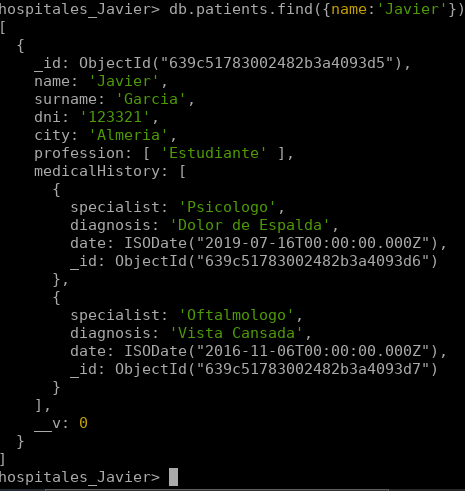 hospitales_Javier> db.patients.find({name:'Javier'})
[
  {
    _id: ObjectId("639c51783002482b3a4093d5"),
    name: 'Javier',
    surname: 'Garcia',
    dni: '123321',
    city: 'Almeria',
    profession: [ 'Estudiante' ],
    medicalHistory: [
      {
        specialist: 'Psicologo',
        diagnosis: 'Dolor de Espalda',
        date: ISODate("2019-07-16T00:00:00.000Z"),
        _id: ObjectId("639c51783002482b3a4093d6")
      },
      {
        specialist: 'Oftalmologo',
        diagnosis: 'Vista Cansada',
        date: ISODate("2016-11-06T00:00:00.000Z"),
        _id: ObjectId("639c51783002482b3a4093d7")
      }
    ],
    __v: 0
  }
]
hospitales_Javier>